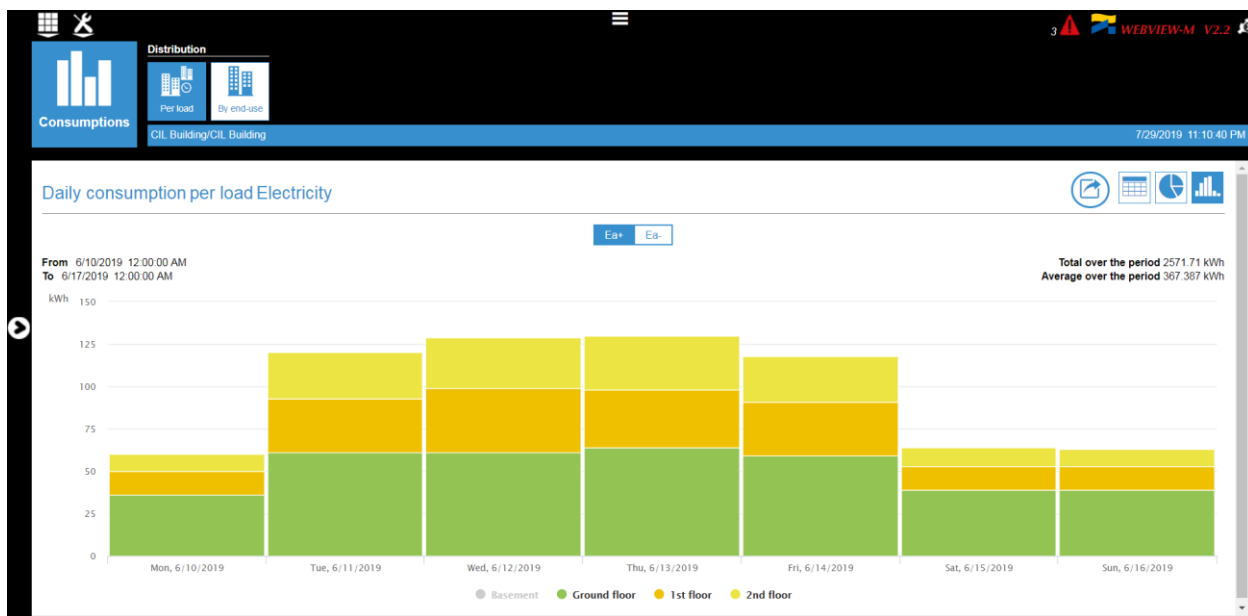 3 WEBVIEW-M V2.2
Distribution
Per load By end-use
Consumptions
CIL Building/CIL Building 7/29/2019 11:10:40 PM
Daily consumption per load Electricity
Ea+ Ea-
From 6/10/2019 12:00:00 AM
To 6/17/2019 12:00:00 AM
Total over the period 2571.71 kWh
Average over the period 367.387 kWh
kWh
150
125
100
75
50
25
0
Mon, 6/10/2019 Tue, 6/11/2019 Wed, 6/12/2019 Thu, 6/13/2019 Fri, 6/14/2019 Sat, 6/15/2019 Sun, 6/16/2019
Basement Ground floor 1st floor 2nd floor